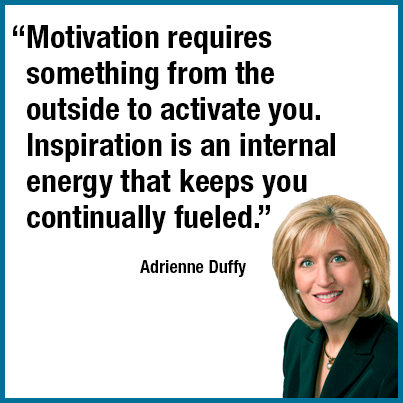 “Motivation requires
something from the
outside to activate you.
Inspiration is an internal
energy that keeps you
continually fueled.”
Adrienne Duffy